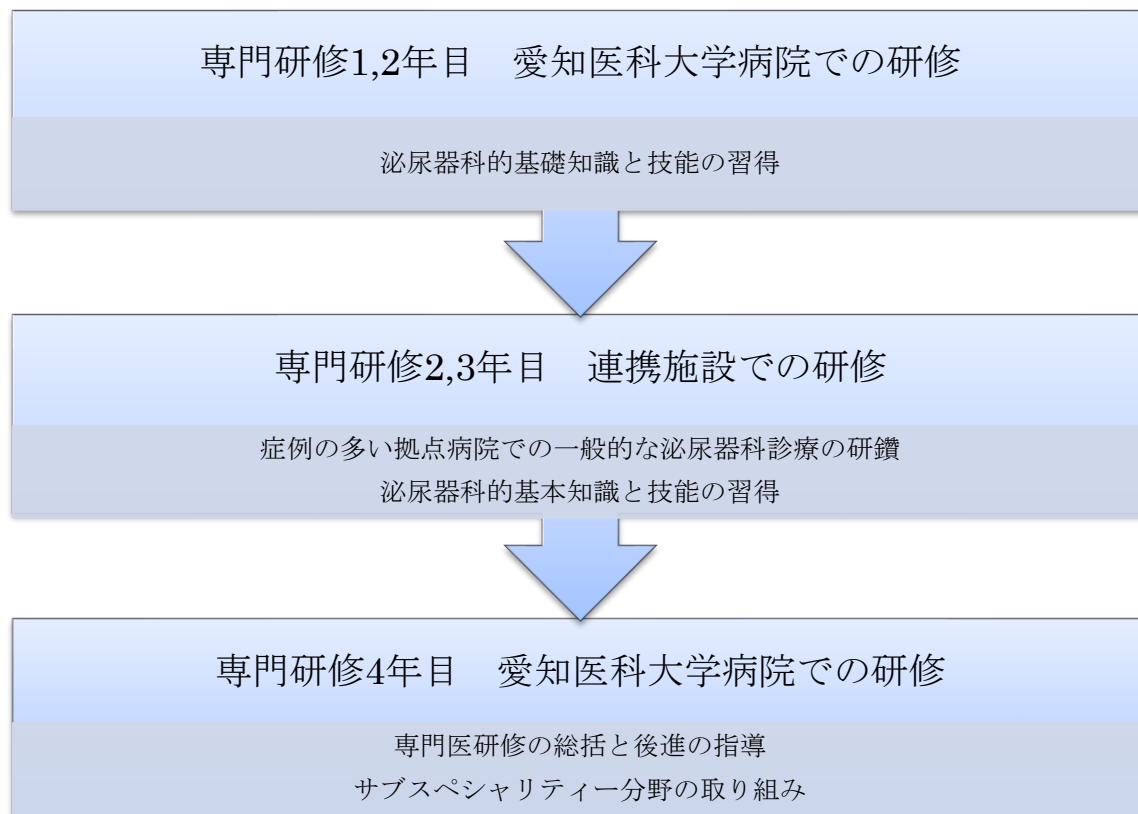 専門研修1,2年目　愛知医科大学病院での研修
泌尿器科的基礎知識と技能の習得
専門研修2,3年目　連携施設での研修
症例の多い拠点病院での一般的な泌尿器科診療の研鑽
泌尿器科的基本知識と技能の習得
専門研修4年目　愛知医科大学病院での研修
専門医研修の総括と後進の指導
サブスペシャリティー分野の取り組み